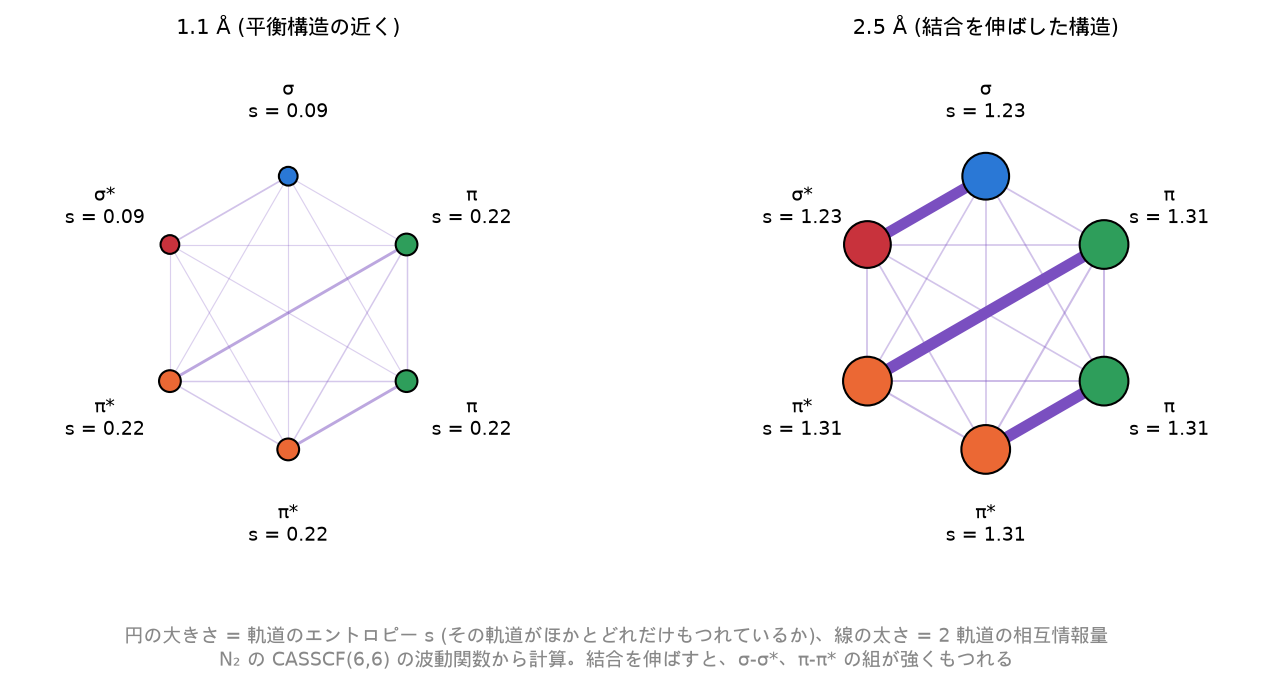 1.1 Å (平衡構造の近く)
σ
s = 0.09
σ*
s = 0.09
π
s = 0.22
π*
s = 0.22
π
s = 0.22
π*
s = 0.22
2.5 Å (結合を伸ばした構造)
σ
s = 1.23
σ*
s = 1.23
π
s = 1.31
π*
s = 1.31
π
s = 1.31
π*
s = 1.31
円の大きさ = 軌道のエントロピー s (その軌道がほかとどれだけもつれているか)、線の太さ = 2 軌道の相互情報量
N₂ の CASSCF(6,6) の波動関数から計算。結合を伸ばすと、σ-σ*、π-π* の組が強くもつれる